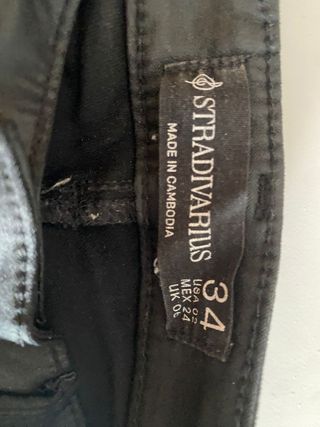 STRADIVARIUS
MADE IN CAMBODIA
34
USA 02
MEX 24
UK 06